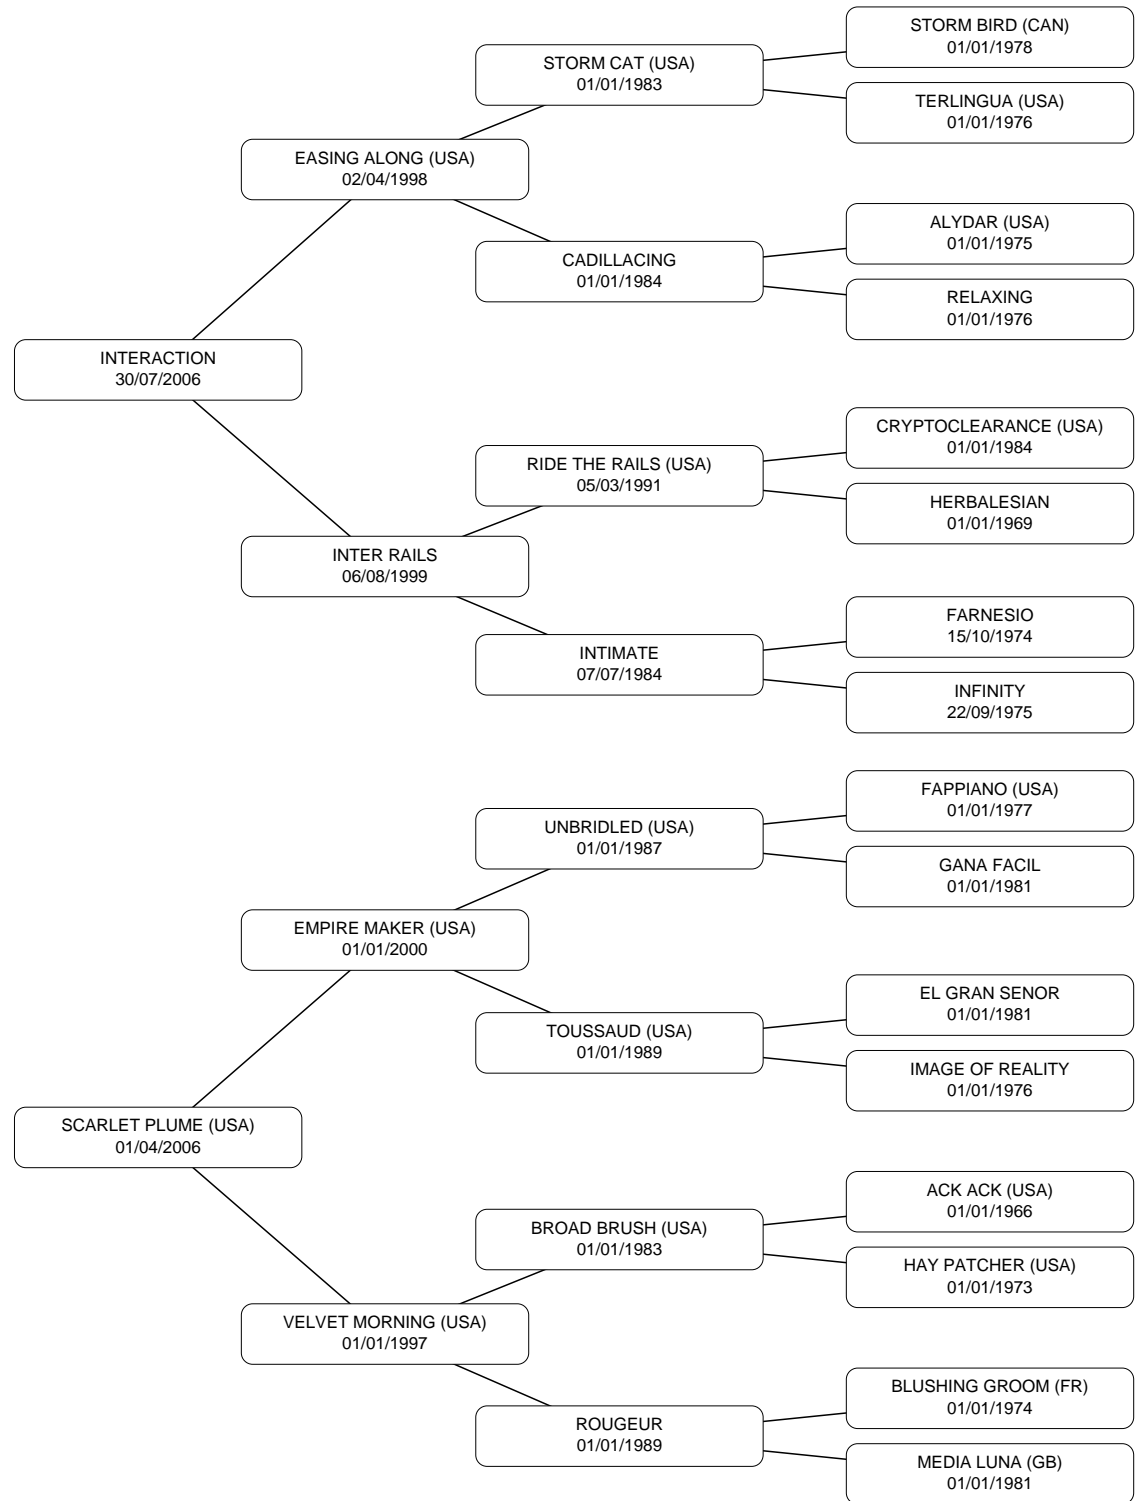 STORM BIRD (CAN)
01/01/1978
STORM CAT (USA)
01/01/1983
TERLINGUA (USA)
01/01/1976
EASING ALONG (USA)
02/04/1998
ALYDAR (USA)
01/01/1975
CADILLACING
01/01/1984
RELAXING
01/01/1976
INTERACTION
30/07/2006
CRYPTOCLEARANCE (USA)
01/01/1984
RIDE THE RAILS (USA)
05/03/1991
HERBALESIAN
01/01/1969
INTER RAILS
06/08/1999
FARNESIO
15/10/1974
INTIMATE
07/07/1984
INFINITY
22/09/1975
FAPPIANO (USA)
01/01/1977
UNBRIDLED (USA)
01/01/1987
GANA FACIL
01/01/1981
EMPIRE MAKER (USA)
01/01/2000
EL GRAN SENOR
01/01/1981
TOUSSAUD (USA)
01/01/1989
IMAGE OF REALITY
01/01/1976
SCARLET PLUME (USA)
01/04/2006
ACK ACK (USA)
01/01/1966
BROAD BRUSH (USA)
01/01/1983
HAY PATCHER (USA)
01/01/1973
VELVET MORNING (USA)
01/01/1997
BLUSHING GROOM (FR)
01/01/1974
ROUGEUR
01/01/1989
MEDIA LUNA (GB)
01/01/1981